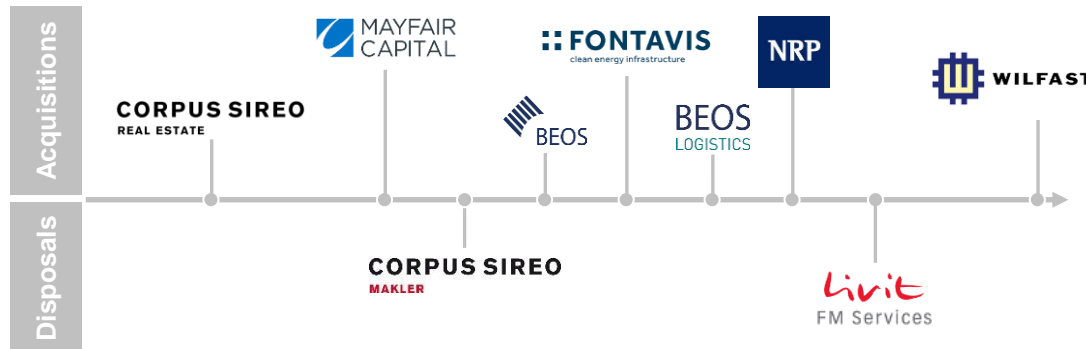 Acquisitions
CORPUS SIREO
REAL ESTATE
MAYFAIR
CAPITAL
BEOS
FONTAVIS
clean energy infrastructure
BEOS
LOGISTICS
NRP
WILFAST
Disposals
CORPUS SIREO
MAKLER
Livit
FM Services